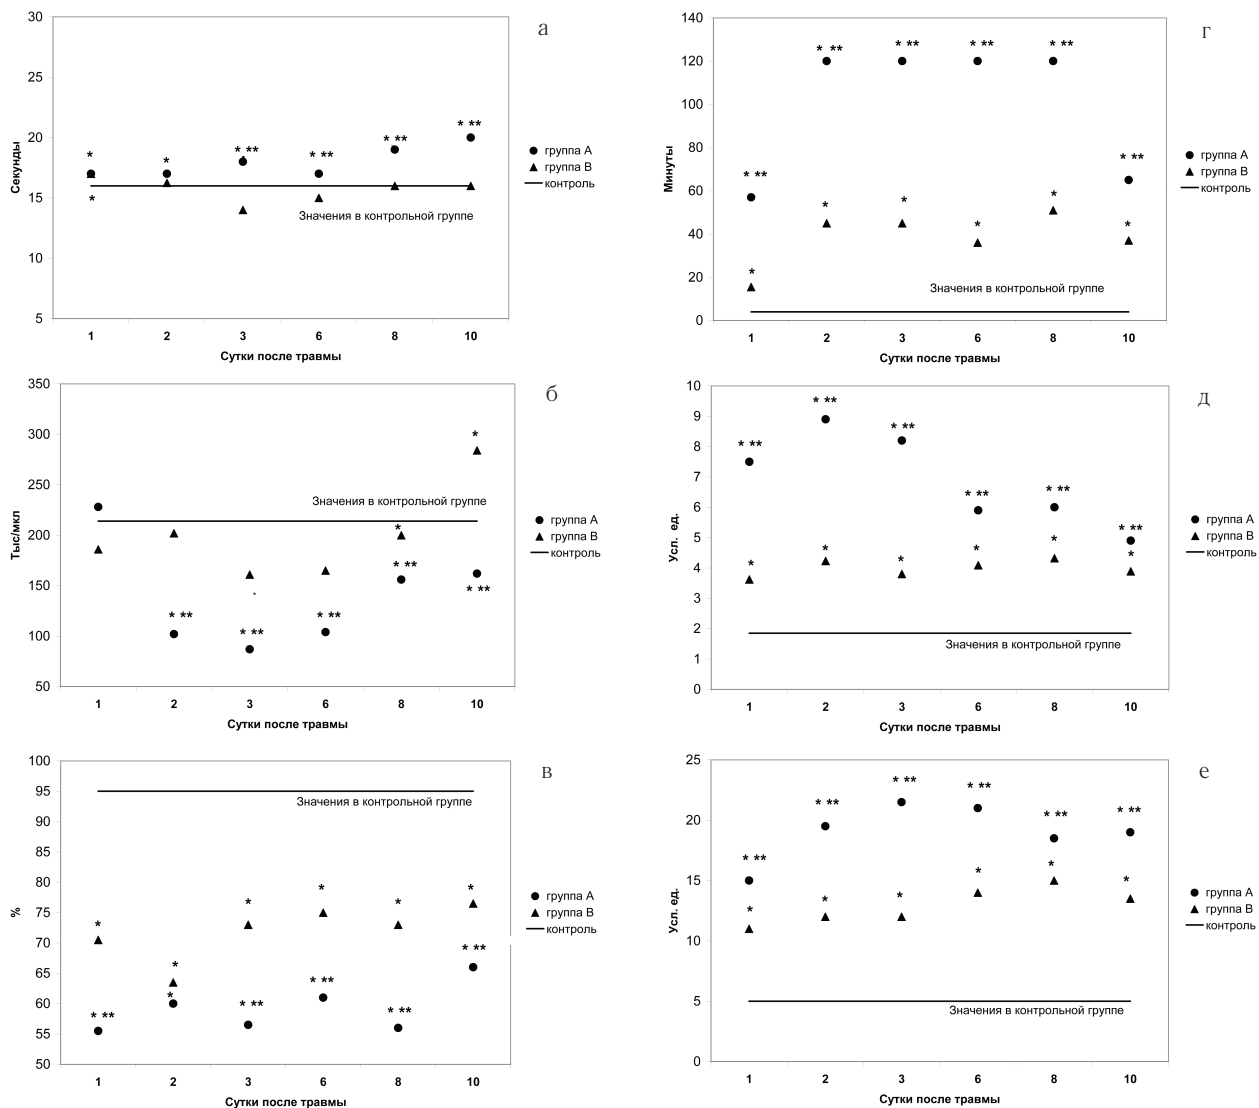 а
30
25
20
15
10
5
Секунды
* * * ** * ** * ** * **
*
Значения в контрольной группе
1 2 3 6 8 10
Сутки после травмы
группа А
группа В
контроль
г
140
120
100
80
60
40
20
0
Минуты
* ** * ** * ** * ** * ** * **
* * * * * *
Значения в контрольной группе
1 2 3 6 8 10
Сутки после травмы
группа А
группа В
контроль
б
350
300
250
200
150
100
50
Тыс/мкл
*
Значения в контрольной группе
*
* **
*
* ** * ** * ** * **
1 2 3 6 8 10
Сутки после травмы
группа А
группа В
контроль
д
10
9
8
7
6
5
4
3
2
1
0
Усл. ед.
* ** * ** * ** * ** * ** * **
* * * * * *
Значения в контрольной группе
1 2 3 6 8 10
Сутки после травмы
группа А
группа В
контроль
в
100
95
90
85
80
75
70
65
60
55
50
%
Значения в контрольной группе
* * * * * *
* ** * * ** * ** * ** * **
1 2 3 6 8 10
Сутки после травмы
группа А
группа В
контроль
е
25
20
15
10
5
0
Усл. ед.
* ** * ** * ** * ** * ** * **
* * * * * *
Значения в контрольной группе
1 2 3 6 8 10
Сутки после травмы
группа А
группа В
контроль